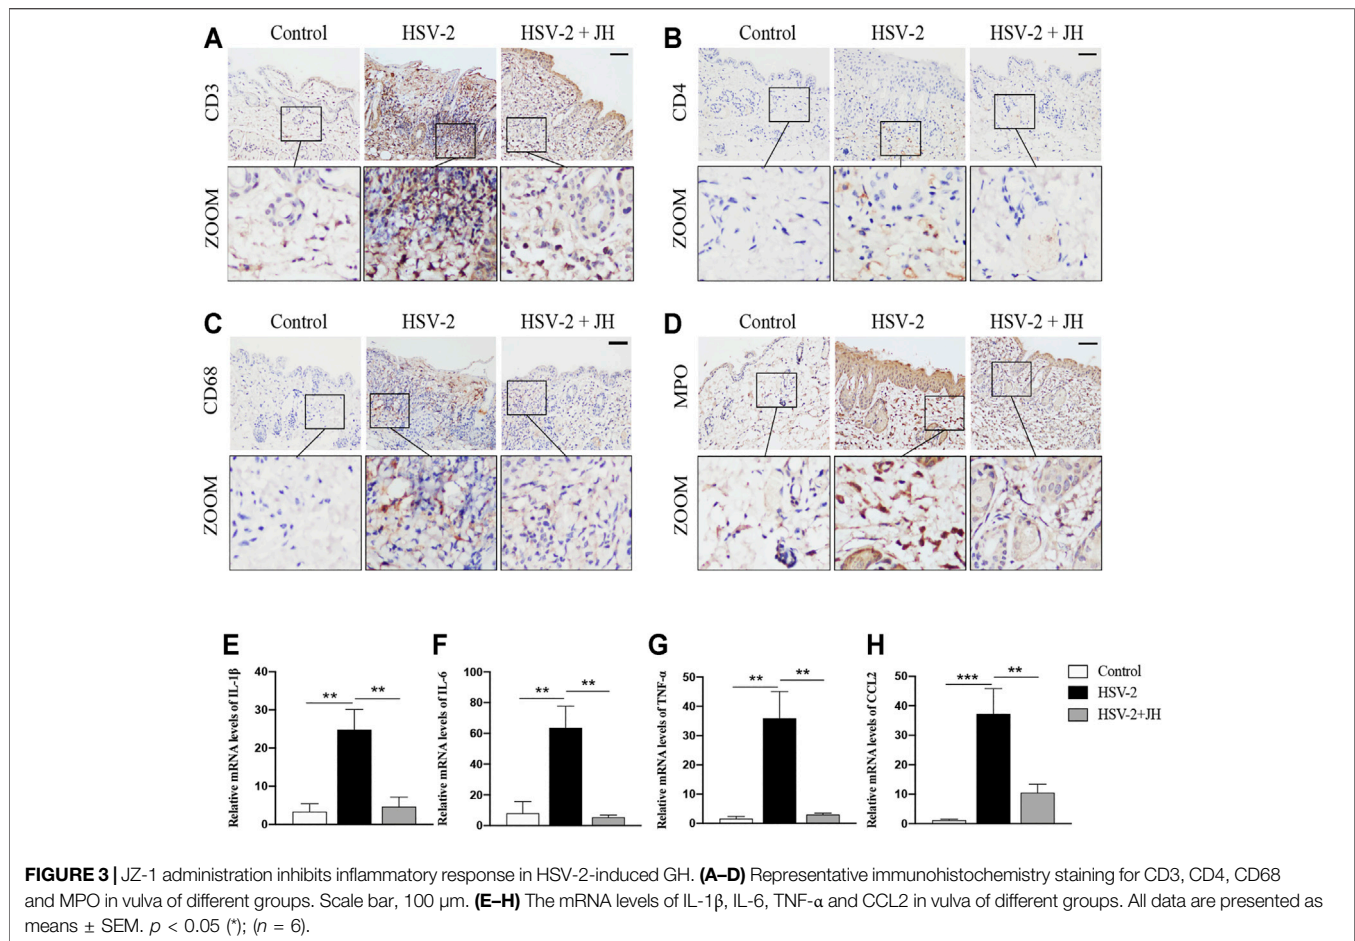 A
Control
HSV-2
HSV-2 + JH
CD3
ZOOM
B
Control
HSV-2
HSV-2 + JH
CD4
ZOOM
C
Control
HSV-2
HSV-2 + JH
CD68
ZOOM
D
Control
HSV-2
HSV-2 + JH
MPO
ZOOM
E
Relative mRNA levels of IL-1β
40
30
20
10
0
**
**
F
Relative mRNA levels of IL-6
100
80
60
40
20
0
**
**
G
Relative mRNA levels of TNF-α
50
40
30
20
10
0
**
**
H
Relative mRNA levels of CCL2
50
40
30
20
10
0
***
**
Control
HSV-2
HSV-2+JH
FIGURE 3 | JZ-1 administration inhibits inflammatory response in HSV-2-induced GH. (A–D) Representative immunohistochemistry staining for CD3, CD4, CD68
and MPO in vulva of different groups. Scale bar, 100 µm. (E–H) The mRNA levels of IL-1β, IL-6, TNF-α and CCL2 in vulva of different groups. All data are presented as
means ± SEM. p < 0.05 (*); (n = 6).